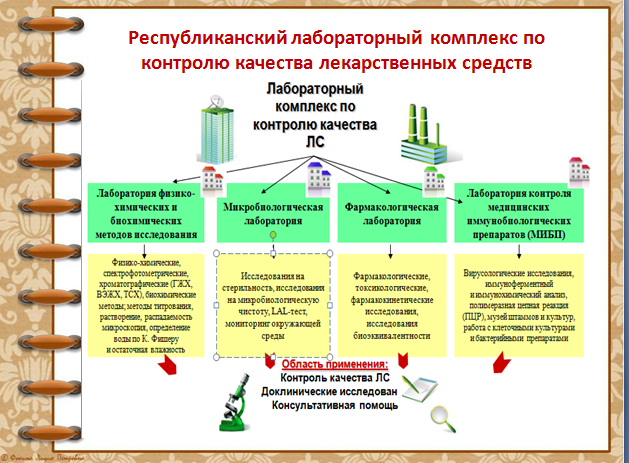 Республиканский лабораторный комплекс по
контролю качества лекарственных средств
Лабораторный
комплекс по
контролю качества
ЛС
Лаборатория физико-
химических и
биохимических
методов исследования
Микробиологическая
лаборатория
Фармакологическая
лаборатория
Лаборатория контроля
медицинских
иммунобиологических
препаратов (МИБП)
Физико-химические,
спектрофотометрические,
хроматографические (ГЖХ,
ВЭЖХ, ТСХ), биохимические
методы; методы титрования,
растворение, распадаемость
микроскопия, определение
воды по К. Фишеру
и остаточная влажность
Исследования на
стерильность, исследования
на микробиологическую
чистоту, LAL-тест,
мониторинг окружающей
среды
Фармакологические,
токсикологические,
фармакокинетические
исследования,
исследования
биоэквивалентности
Вирусологические исследования,
иммуноферментный
и иммунохимический анализ,
полимеразная цепная реакция
(ПЦР), музей штаммов и культур,
работа с клеточными культурами
и бактерийными препаратами
Область применения:
Контроль качества ЛС
Доклинические исследован
Консультативная помощь